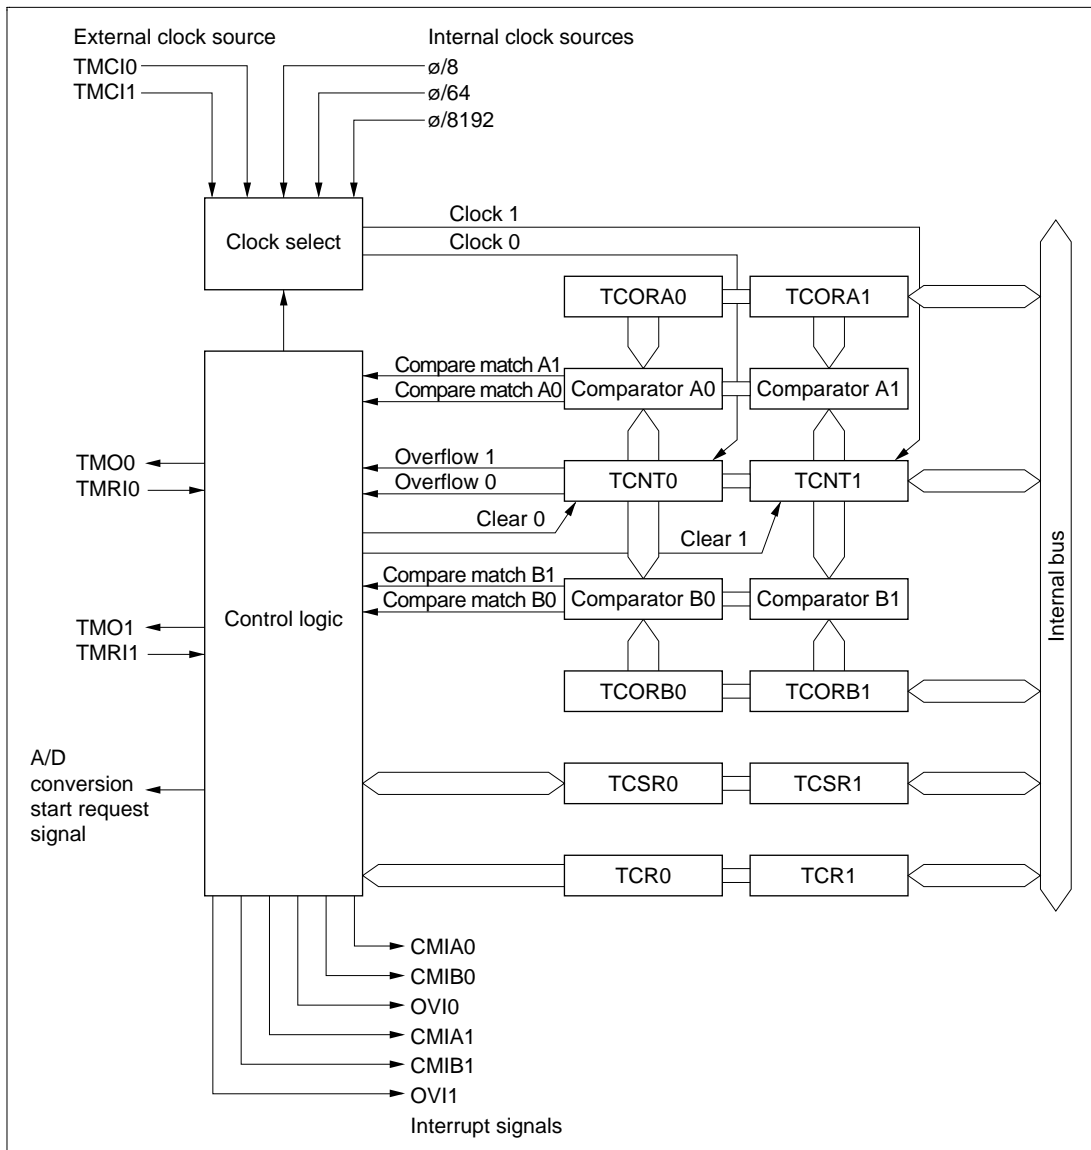 External clock source
Internal clock sources
TMCI0
TMCI1
ø/8
ø/64
ø/8192
Clock select
Clock 1
Clock 0
TCORA0
TCORA1
Compare match A1
Compare match A0
Comparator A0
Comparator A1
TMO0
TMRI0
Overflow 1
Overflow 0
TCNT0
TCNT1
Clear 0
Clear 1
Internal bus
Compare match B1
Compare match B0
Comparator B0
Comparator B1
Control logic
TMO1
TMRI1
TCORB0
TCORB1
A/D
conversion
start request
signal
TCSR0
TCSR1
TCR0
TCR1
CMIA0
CMIB0
OVI0
CMIA1
CMIB1
OVI1
Interrupt signals